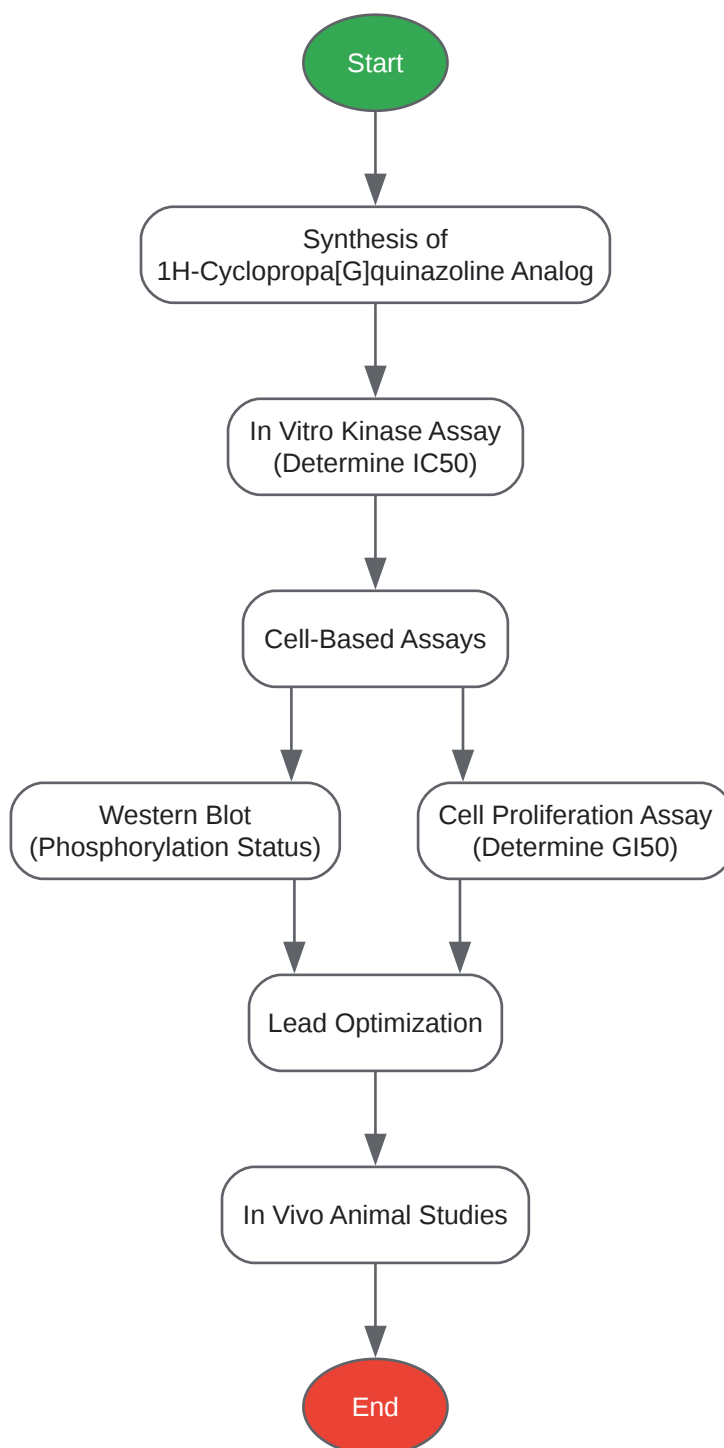 Start
Synthesis of
1H-Cyclopropa[G]quinazoline Analog
In Vitro Kinase Assay
(Determine IC50)
Cell-Based Assays
Western Blot
(Phosphorylation Status)
Cell Proliferation Assay
(Determine GI50)
Lead Optimization
In Vivo Animal Studies
End